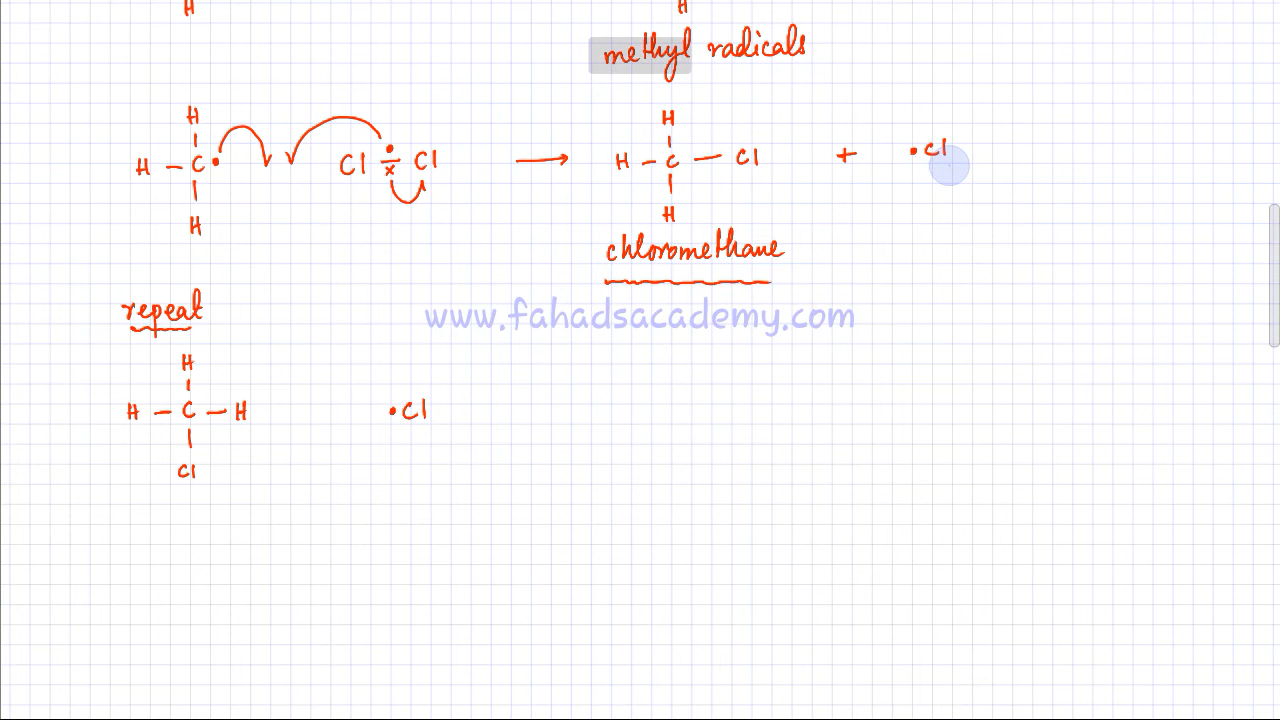 H H
methyl radicals
H H
H – C • Cl •/x Cl ⟶ H – C – Cl + •Cl
H H
chloromethane
repeat
www.fahadsacademy.com
H
H – C – H •Cl
Cl